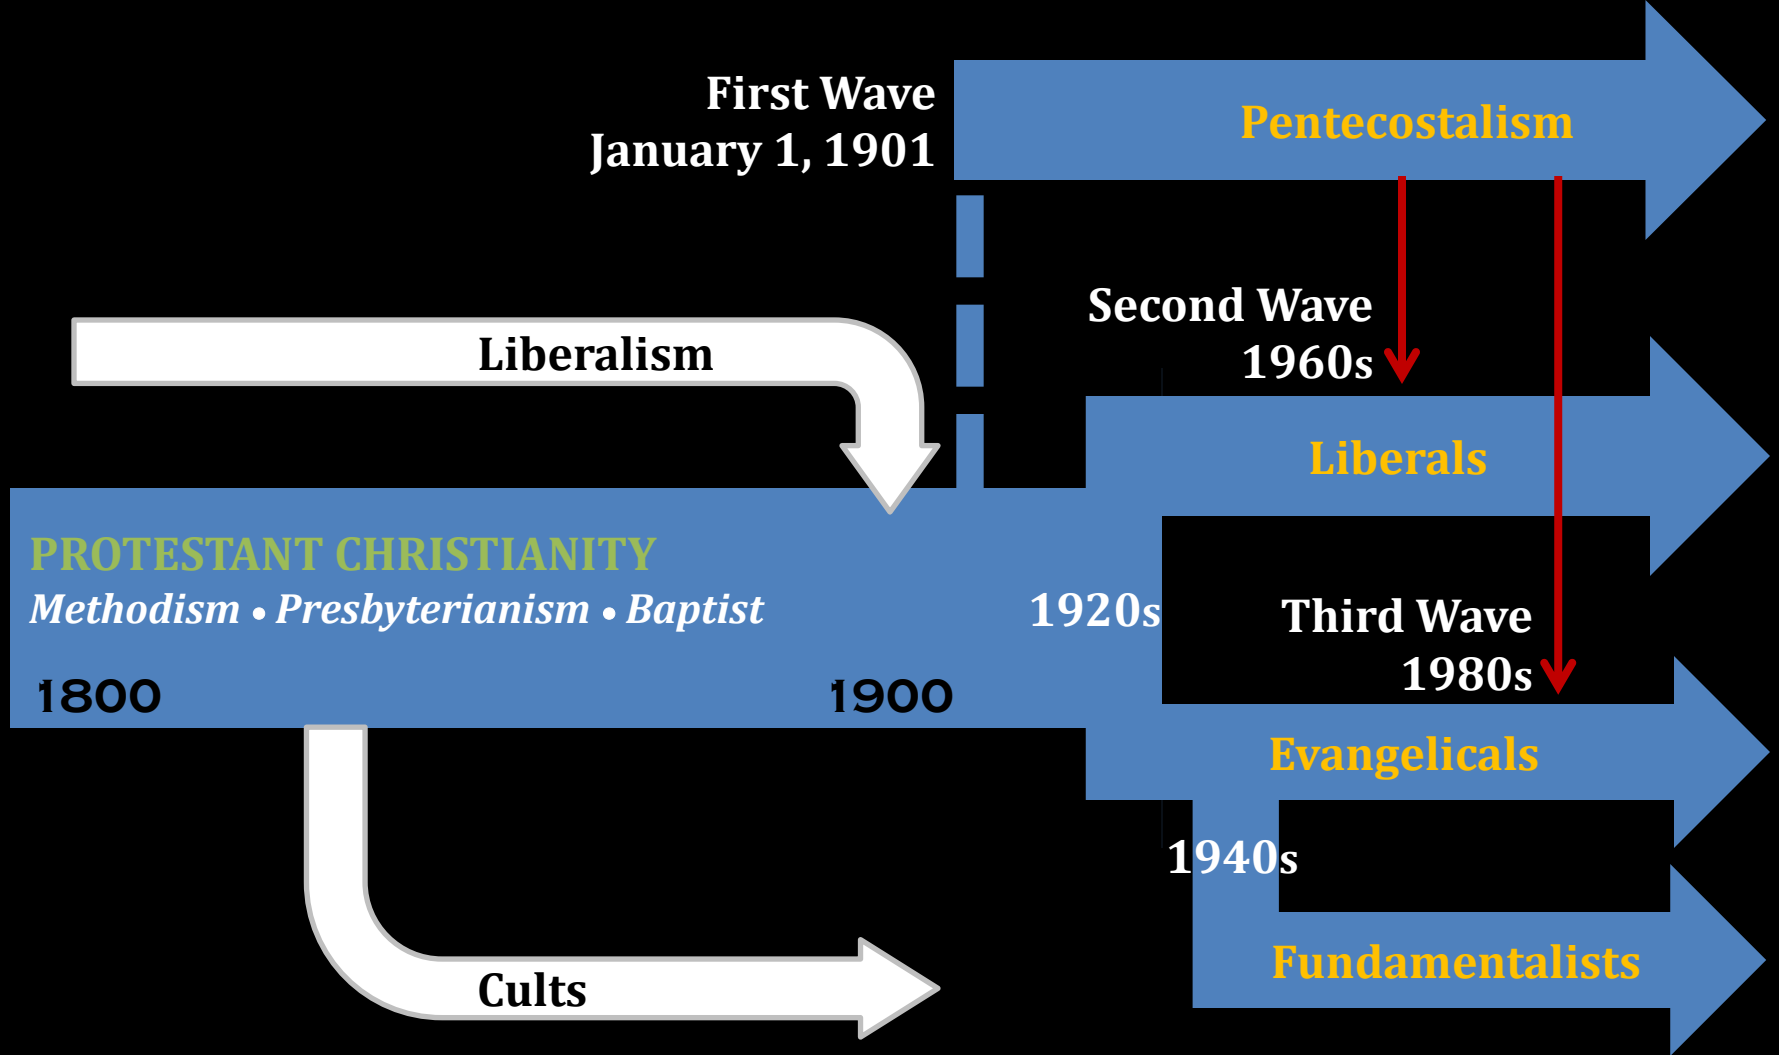 First Wave
January 1, 1901
Pentecostalism
Second Wave
1960s
Liberalism
Liberals
PROTESTANT CHRISTIANITY
Methodism • Presbyterianism • Baptist
1920s
Third Wave
1980s
1800
1900
Evangelicals
1940s
Fundamentalists
Cults